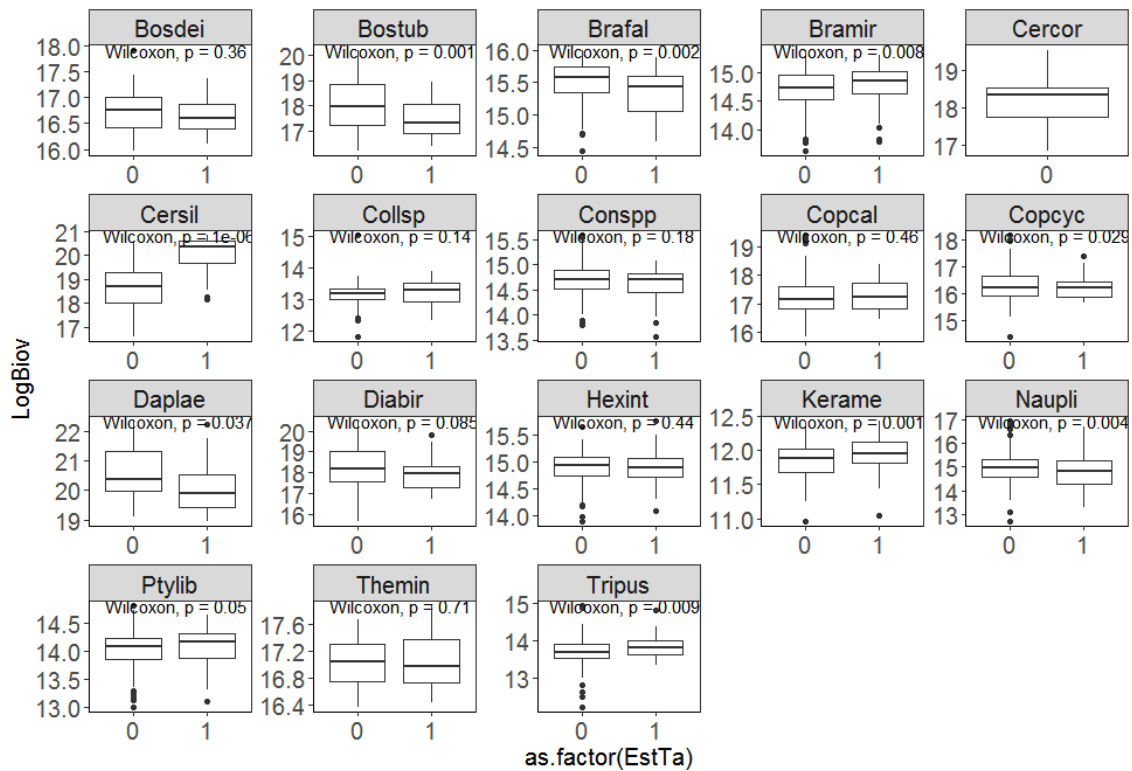 Bosdei Bostub Brafal Bramir Cercor
Wilcoxon, p = 0.36 Wilcoxon, p = 0.001 Wilcoxon, p = 0.002 Wilcoxon, p = 0.008
18.0 17.5 17.0 16.5 16.0
20 19 18 17
16.0 15.5 15.0 14.5
15.0 14.5 14.0
19 18 17
0 1 0 1 0 1 0 1 0
Cersil Collsp Conspp Copcal Copcyc
Wilcoxon, p = 1e-06 Wilcoxon, p = 0.14 Wilcoxon, p = 0.18 Wilcoxon, p = 0.46 Wilcoxon, p = 0.029
21 20 19 18 17
15 14 13 12
15.5 15.0 14.5 14.0 13.5
19 18 17 16
18 17 16 15
0 1 0 1 0 1 0 1 0 1
LogBiov
Daplae Diabir Hexint Kerame Naupli
Wilcoxon, p = 0.037 Wilcoxon, p = 0.085 Wilcoxon, p = 0.44 Wilcoxon, p = 0.001 Wilcoxon, p = 0.004
22 21 20 19
20 19 18 17 16
15.5 15.0 14.5 14.0
12.5 12.0 11.5 11.0
17 16 15 14 13
0 1 0 1 0 1 0 1 0 1
Ptylib Themin Tripus
Wilcoxon, p = 0.05 Wilcoxon, p = 0.71 Wilcoxon, p = 0.009
14.5 14.0 13.5 13.0
17.6 17.2 16.8 16.4
15 14 13
0 1 0 1 0 1
as.factor(EstTa)